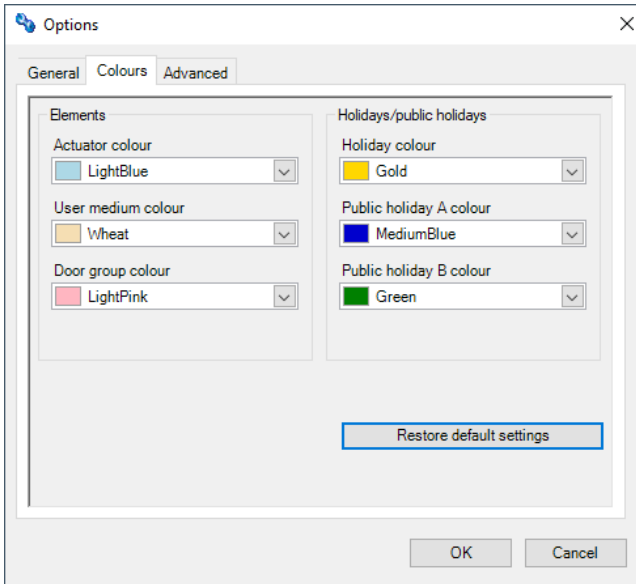 Options
General Colours Advanced
Elements
Actuator colour
LightBlue
User medium colour
Wheat
Door group colour
LightPink
Holidays/public holidays
Holiday colour
Gold
Public holiday A colour
MediumBlue
Public holiday B colour
Green
Restore default settings
OK Cancel